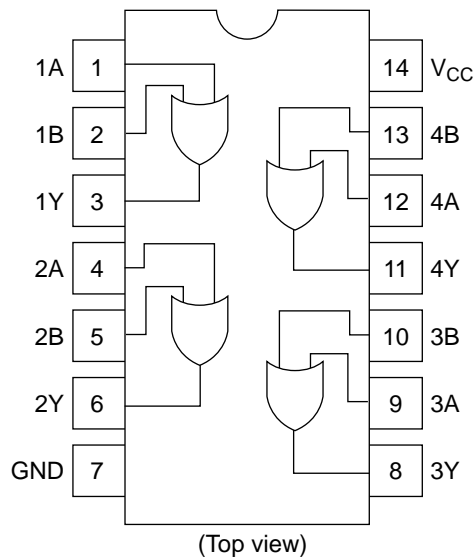 1A 1 14 VCC
1B 2 13 4B
1Y 3 12 4A
2A 4 11 4Y
2B 5 10 3B
2Y 6 9 3A
GND 7 8 3Y
(Top view)